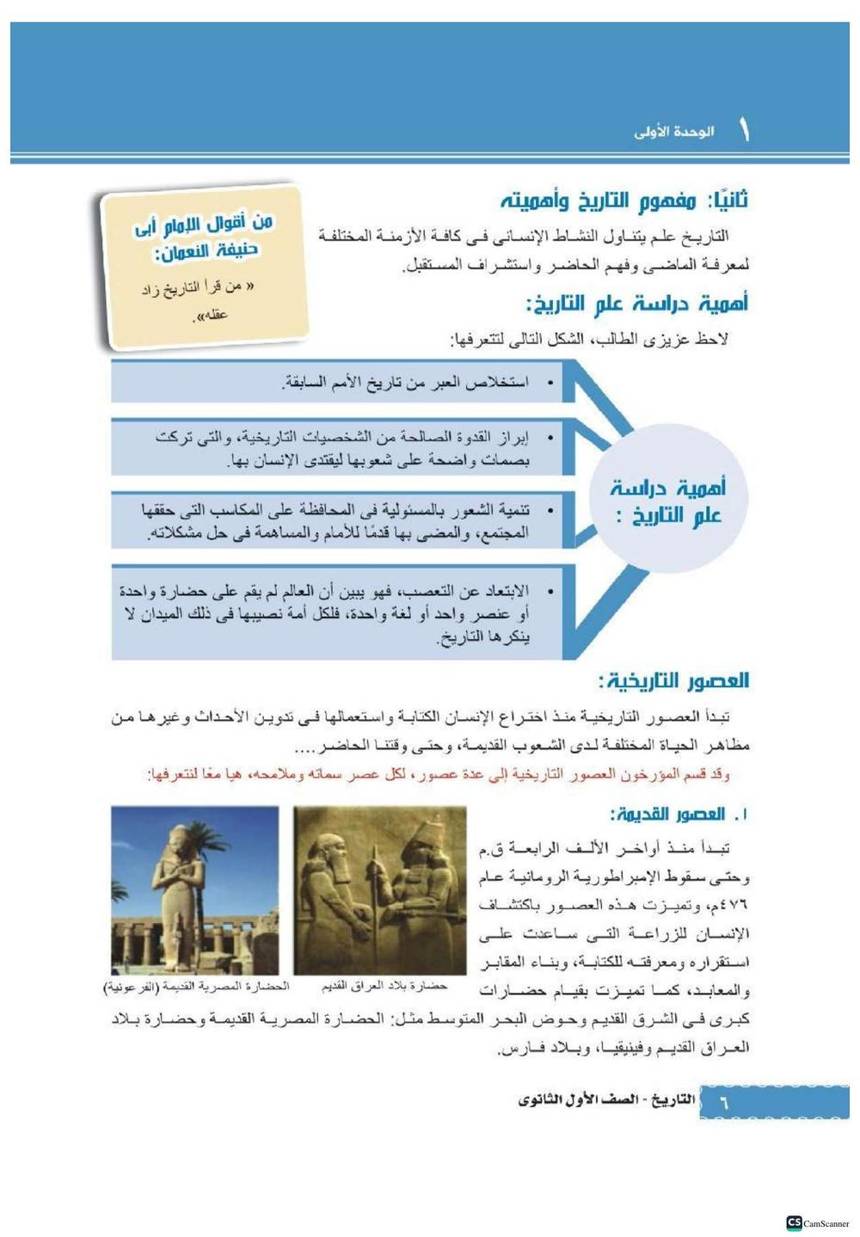 ١ الوحدة الأولى
ثانيًا: مفهوم التاريخ وأهميته
التاريخ علم يتناول النشاط الإنسانى فى كافة الأزمنة المختلفة
لمعرفة الماضى وفهم الحاضر واستشراف المستقبل.
من أقوال الإمام أبى
حنيفة النعمان:
« من قرأ التاريخ زاد
عقله».
أهمية دراسة علم التاريخ:
لاحظ عزيزى الطالب، الشكل التالى لتتعرفها:
أهمية دراسة
علم التاريخ :
• استخلاص العبر من تاريخ الأمم السابقة.
• إبراز القدوة الصالحة من الشخصيات التاريخية، والتى تركت
بصمات واضحة على شعوبها ليقتدى الإنسان بها.
• تنمية الشعور بالمسئولية فى المحافظة على المكاسب التى حققها
المجتمع، والمضى بها قدمًا للأمام والمساهمة فى حل مشكلاته.
• الابتعاد عن التعصب، فهو يبين أن العالم لم يقم على حضارة واحدة
أو عنصر واحد أو لغة واحدة، فلكل أمة نصيبها فى ذلك الميدان لا
ينكرها التاريخ.
العصور التاريخية:
تبدأ العصور التاريخية منذ اختراع الإنسان الكتابة واستعمالها فى تدوين الأحداث وغيرها من
مظاهر الحياة المختلفة لدى الشعوب القديمة، وحتى وقتنا الحاضر....
وقد قسم المؤرخون العصور التاريخية إلى عدة عصور، لكل عصر سماته وملامحه، هيا معًا لنتعرفها:
١. العصور القديمة:
تبدأ منذ أواخر الألف الرابعة ق.م
وحتى سقوط الإمبراطورية الرومانية عام
٤٧٦م، وتميزت هذه العصور باكتشاف
الإنسان للزراعة التى ساعدت على
استقراره ومعرفته للكتابة، وبناء المقابر
والمعابد، كما تميزت بقيام حضارات
كبرى فى الشرق القديم وحوض البحر المتوسط مثل: الحضارة المصرية القديمة وحضارة بلاد
العراق القديم وفينيقيا، وبلاد فارس.
حضارة بلاد العراق القديم
الحضارة المصرية القديمة (الفرعونية)
٦ التاريخ - الصف الأول الثانوى
CS CamScanner